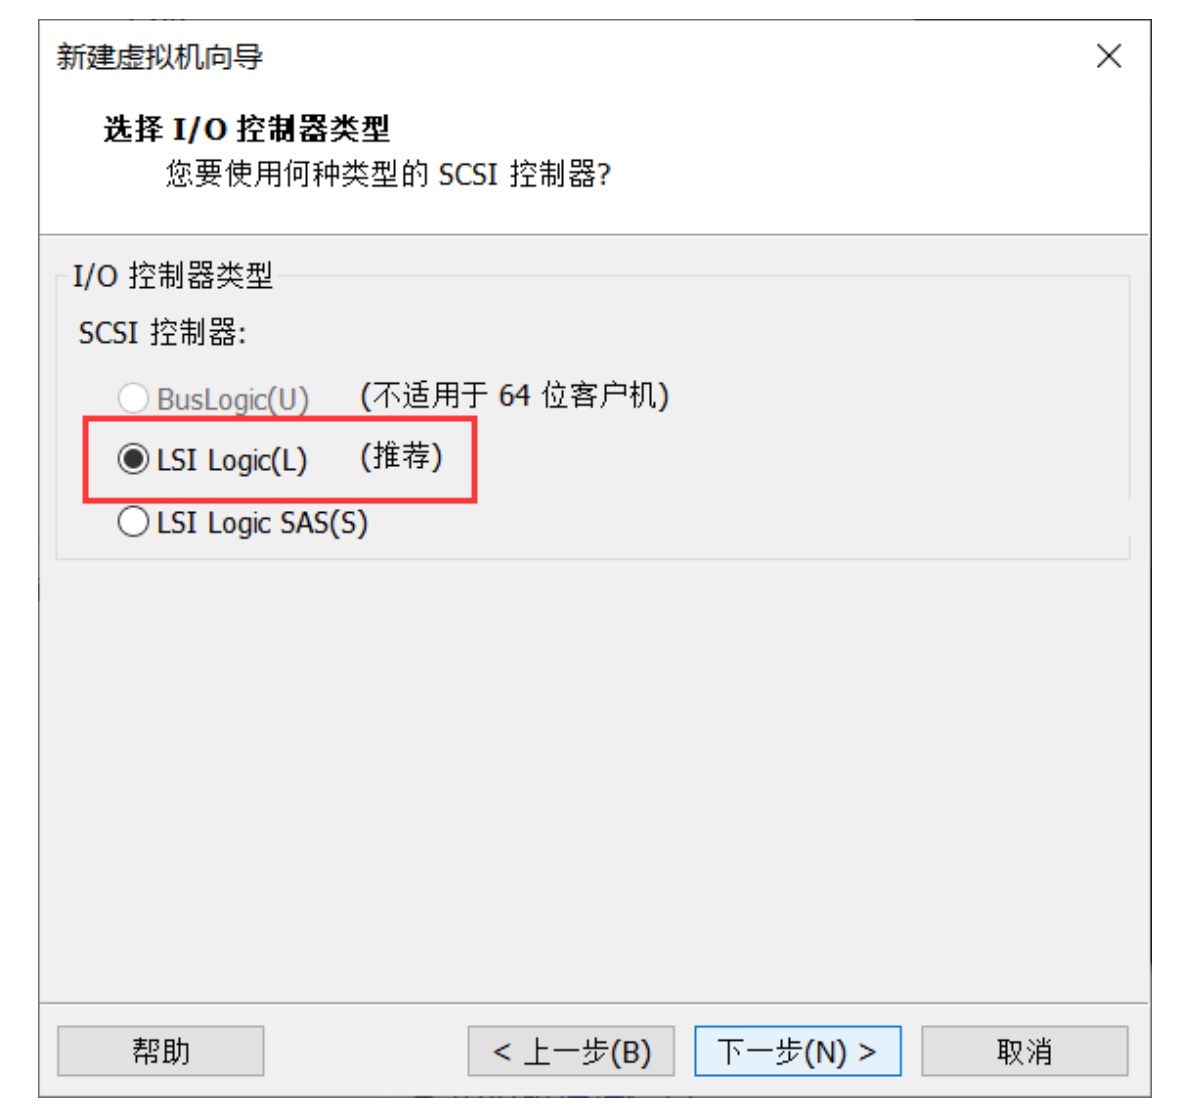 新建虚拟机向导
选择 I/O 控制器类型
您要使用何种类型的 SCSI 控制器?
I/O 控制器类型
SCSI 控制器:
BusLogic(U) (不适用于 64 位客户机)
LSI Logic(L) (推荐)
LSI Logic SAS(S)
帮助 < 上一步(B) 下一步(N) > 取消